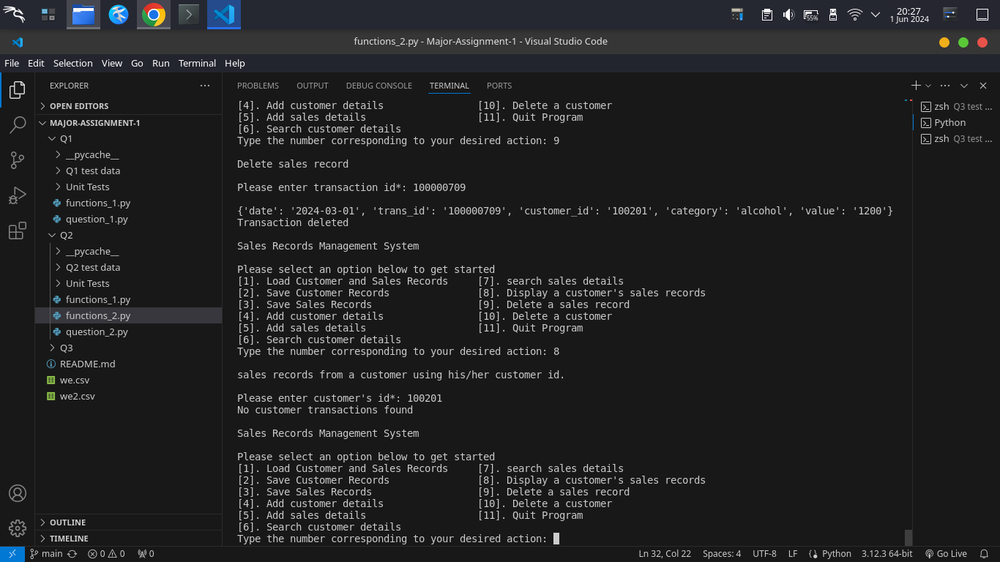 20:27
55%
1 Jun 2024
functions_2.py - Major-Assignment-1 - Visual Studio Code
File Edit Selection View Go Run Terminal Help
EXPLORER
OPEN EDITORS
MAJOR-ASSIGNMENT-1
Q1
__pycache__
Q1 test data
Unit Tests
functions_1.py
question_1.py
Q2
__pycache__
Q2 test data
Unit Tests
functions_1.py
functions_2.py
question_2.py
Q3
README.md
we.csv
we2.csv
OUTLINE
TIMELINE
PROBLEMS OUTPUT DEBUG CONSOLE TERMINAL PORTS
[4]. Add customer details [10]. Delete a customer
[5]. Add sales details [11]. Quit Program
[6]. Search customer details
Type the number corresponding to your desired action: 9
Delete sales record
Please enter transaction id*: 100000709
{'date': '2024-03-01', 'trans_id': '100000709', 'customer_id': '100201', 'category': 'alcohol', 'value': '1200'}
Transaction deleted
Sales Records Management System
Please select an option below to get started
[1]. Load Customer and Sales Records [7]. search sales details
[2]. Save Customer Records [8]. Display a customer's sales records
[3]. Save Sales Records [9]. Delete a sales record
[4]. Add customer details [10]. Delete a customer
[5]. Add sales details [11]. Quit Program
[6]. Search customer details
Type the number corresponding to your desired action: 8
sales records from a customer using his/her customer id.
Please enter customer's id*: 100201
No customer transactions found
Sales Records Management System
Please select an option below to get started
[1]. Load Customer and Sales Records [7]. search sales details
[2]. Save Customer Records [8]. Display a customer's sales records
[3]. Save Sales Records [9]. Delete a sales record
[4]. Add customer details [10]. Delete a customer
[5]. Add sales details [11]. Quit Program
[6]. Search customer details
Type the number corresponding to your desired action:
zsh Q3 test ...
Python
zsh Q3 test ...
main 0 0 0 Ln 32, Col 22 Spaces: 4 UTF-8 LF Python 3.12.3 64-bit Go Live